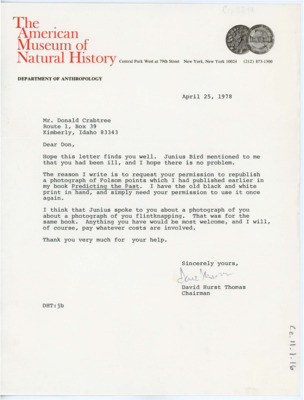 The
American
Museum of
Natural History
Central Park West at 79th Street New York, New York 10024 (212) 873-1300
DEPARTMENT OF ANTHROPOLOGY
April 25, 1978
Mr. Donald Crabtree
Route 1, Box 39
Kimberly, Idaho 83343
Dear Don,
Hope this letter finds you well. Junius Bird mentioned to me
that you had been ill, and I hope there is no problem.
The reason I write is to request your permission to republish
a photograph of Folsom points which I had published earlier in
my book Predicting the Past. I have the old black and white
print in hand, and simply need your permission to use it once
again.
I think that Junius spoke to you about a photograph of you
about a photograph of you flintknapping. That was for the
same book. Anything you have would be most welcome, and I will,
of course, pay whatever costs are involved.
Thank you very much for your help.
Sincerely yours,
David Hurst Thomas
Chairman
DHT:jb